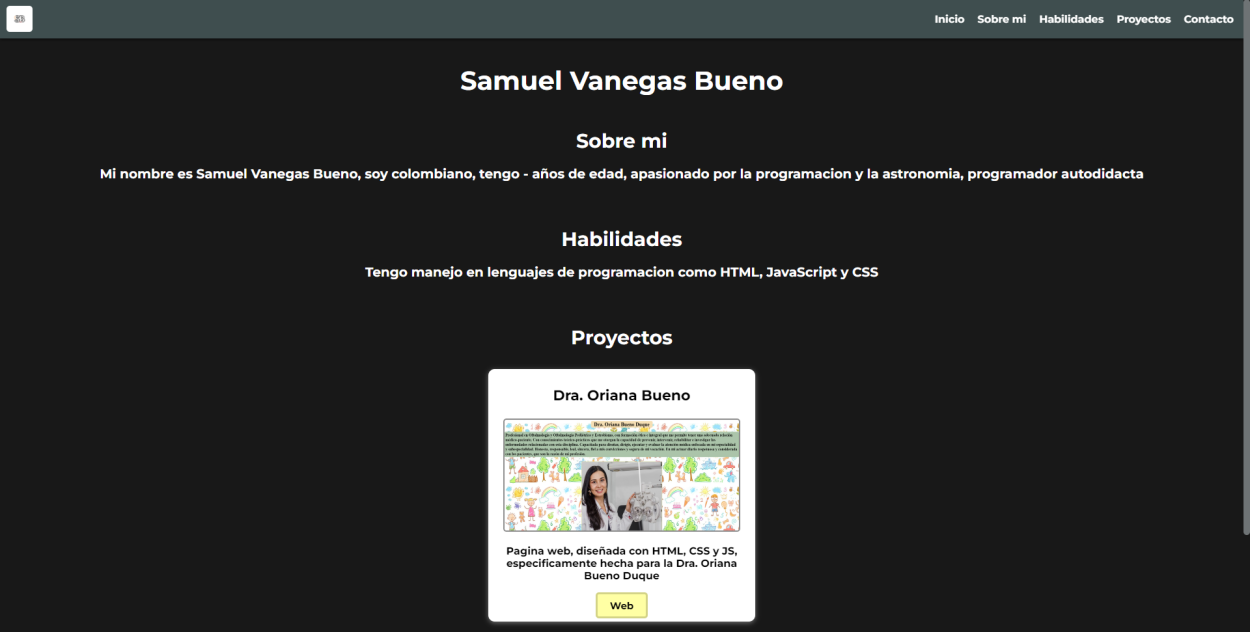 Inicio Sobre mi Habilidades Proyectos Contacto
Samuel Vanegas Bueno
Sobre mi
Mi nombre es Samuel Vanegas Bueno, soy colombiano, tengo - años de edad, apasionado por la programacion y la astronomia, programador autodidacta
Habilidades
Tengo manejo en lenguajes de programacion como HTML, JavaScript y CSS
Proyectos
Dra. Oriana Bueno
Dra. Oriana Bueno Duque
Pagina web, diseñada con HTML, CSS y JS,
especificamente hecha para la Dra. Oriana
Bueno Duque
Web